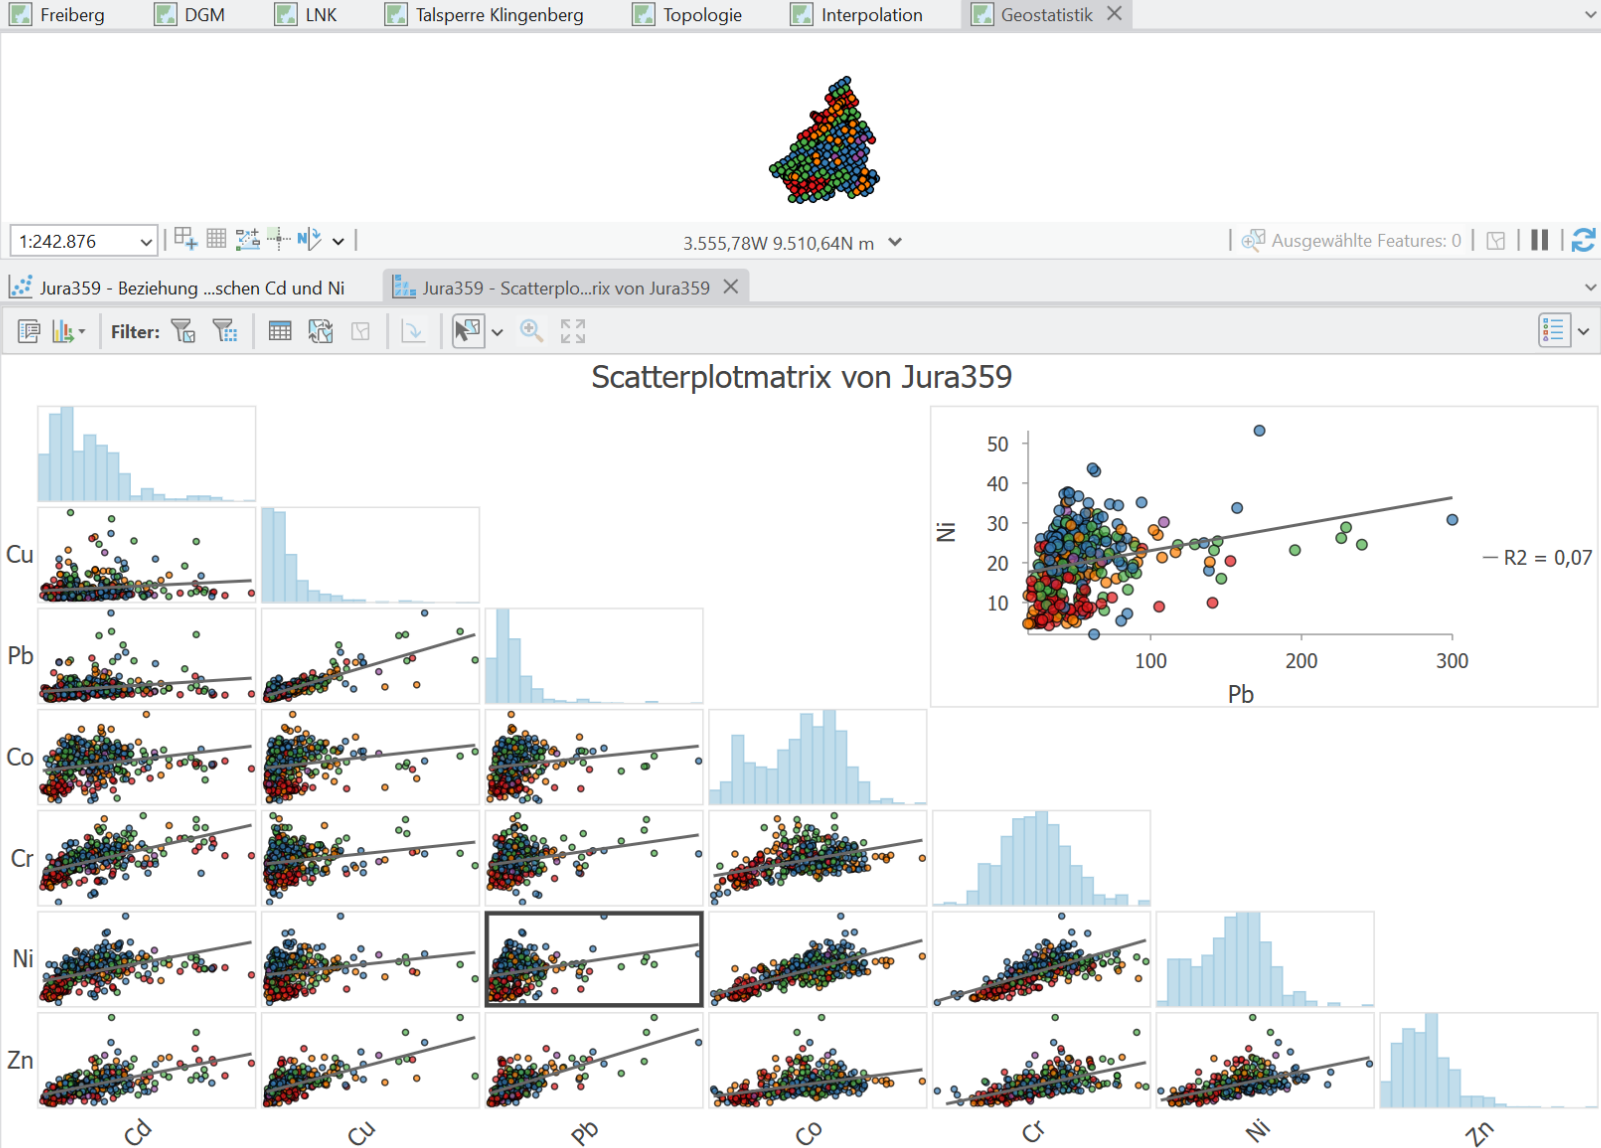 Freiberg DGM LNK Talsperre Klingenberg Topologie Interpolation Geostatistik
1:242.876 N 3.555,78W 9.510,64N m Ausgewählte Features: 0
Jura359 - Beziehung ...schen Cd und Ni Jura359 - Scatterplo...rix von Jura359
Filter:
Scatterplotmatrix von Jura359
50
40
30
20
10
Ni
100 200 300
Pb
R2 = 0,07
Cu
Pb
Co
Cr
Ni
Zn
Cd Cu Pb Co Cr Ni Zn